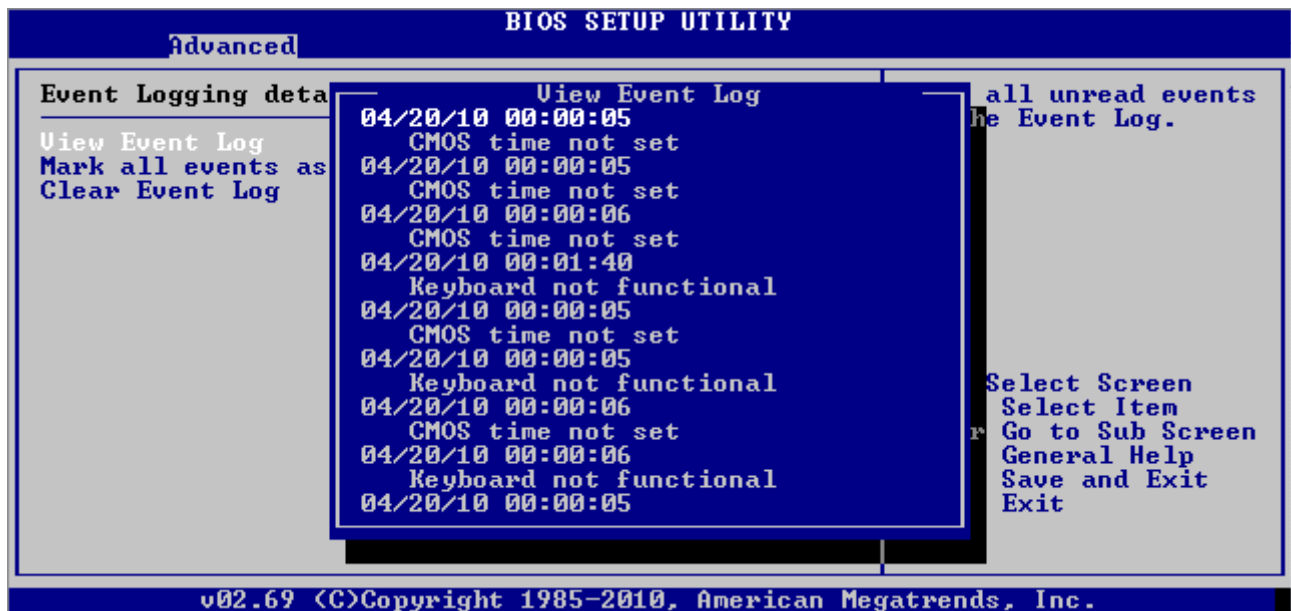 BIOS SETUP UTILITY
Advanced
Event Logging deta
View Event Log
Mark all events as
Clear Event Log
View Event Log
04/20/10 00:00:05
CMOS time not set
04/20/10 00:00:05
CMOS time not set
04/20/10 00:00:06
CMOS time not set
04/20/10 00:01:40
Keyboard not functional
04/20/10 00:00:05
CMOS time not set
04/20/10 00:00:05
Keyboard not functional
04/20/10 00:00:06
CMOS time not set
04/20/10 00:00:06
Keyboard not functional
04/20/10 00:00:05
all unread events
he Event Log.
Select Screen
Select Item
r Go to Sub Screen
General Help
Save and Exit
Exit
v02.69 (C)Copyright 1985-2010, American Megatrends, Inc.